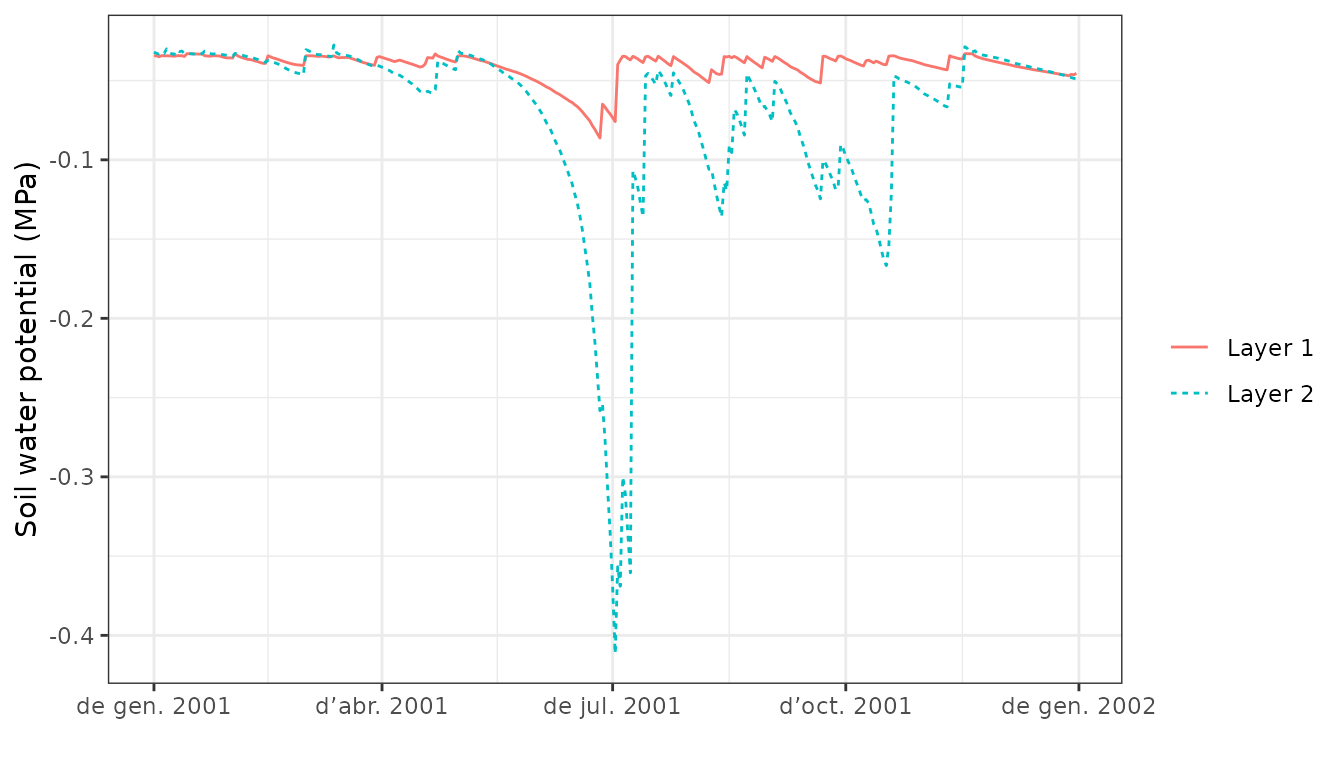 Soil water potential (MPa)
-0.1
-0.2
-0.3
-0.4
de gen. 2001
d’abr. 2001
de jul. 2001
d’oct. 2001
de gen. 2002
Layer 1
Layer 2